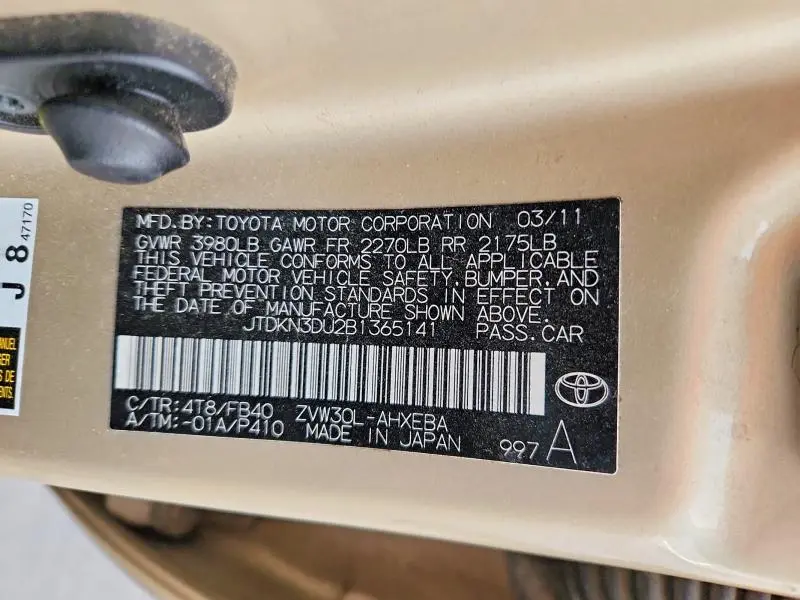 MFD.BY:TOYOTA MOTOR CORPORATION 03/11
GVWR 3980LB GAWR FR 2270LB RR 2175LB
THIS VEHICLE CONFORMS TO ALL APPLICABLE
FEDERAL MOTOR VEHICLE SAFETY,BUMPER,AND
THEFT PREVENTION STANDARDS IN EFFECT ON
THE DATE OF MANUFACTURE SHOWN ABOVE.
JTDKN3DU2B1365141 PASS.CAR
C/TR:4T8/FB40 ZVW30L-AHXEBA
A/TM:-01A/P410 MADE IN JAPAN 997 A
J 8 47170